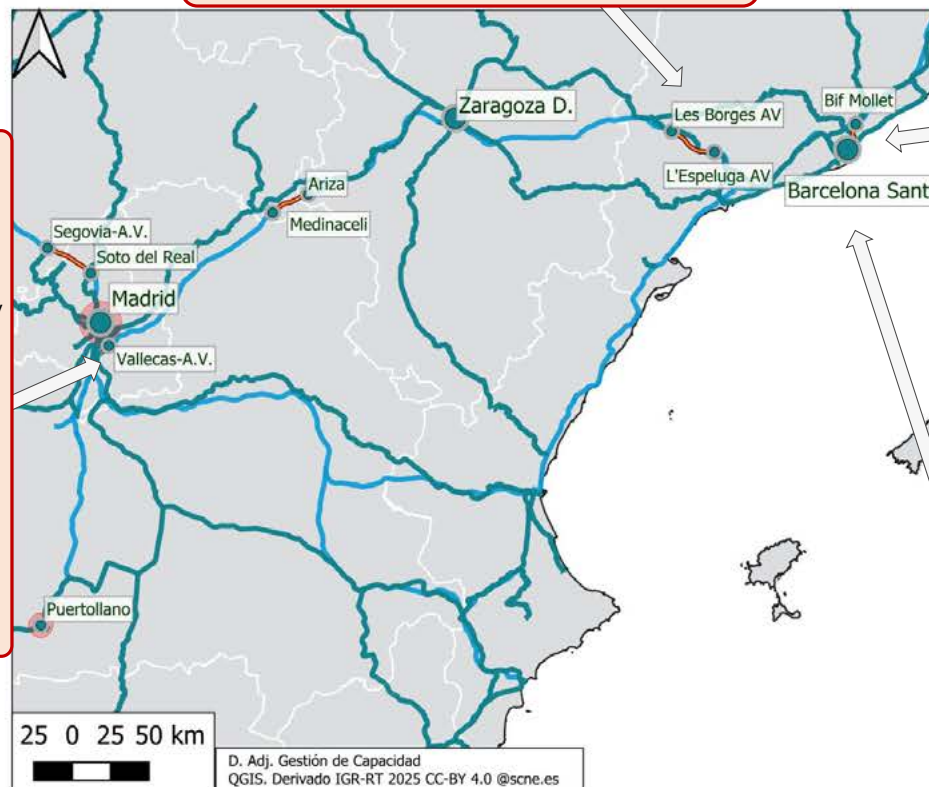 Zaragoza D.
Les Borges AV
Bif Mollet
L'Espeluga AV
Barcelona Sant
Ariza
Medinaceli
Segovia-A.V.
Soto del Real
Madrid
Vallecas-A.V.
Puertollano
25 0 25 50 km
D. Adj. Gestión de Capacidad
QGIS. Derivado IGR-RT 2025 CC-BY 4.0 @scne.es